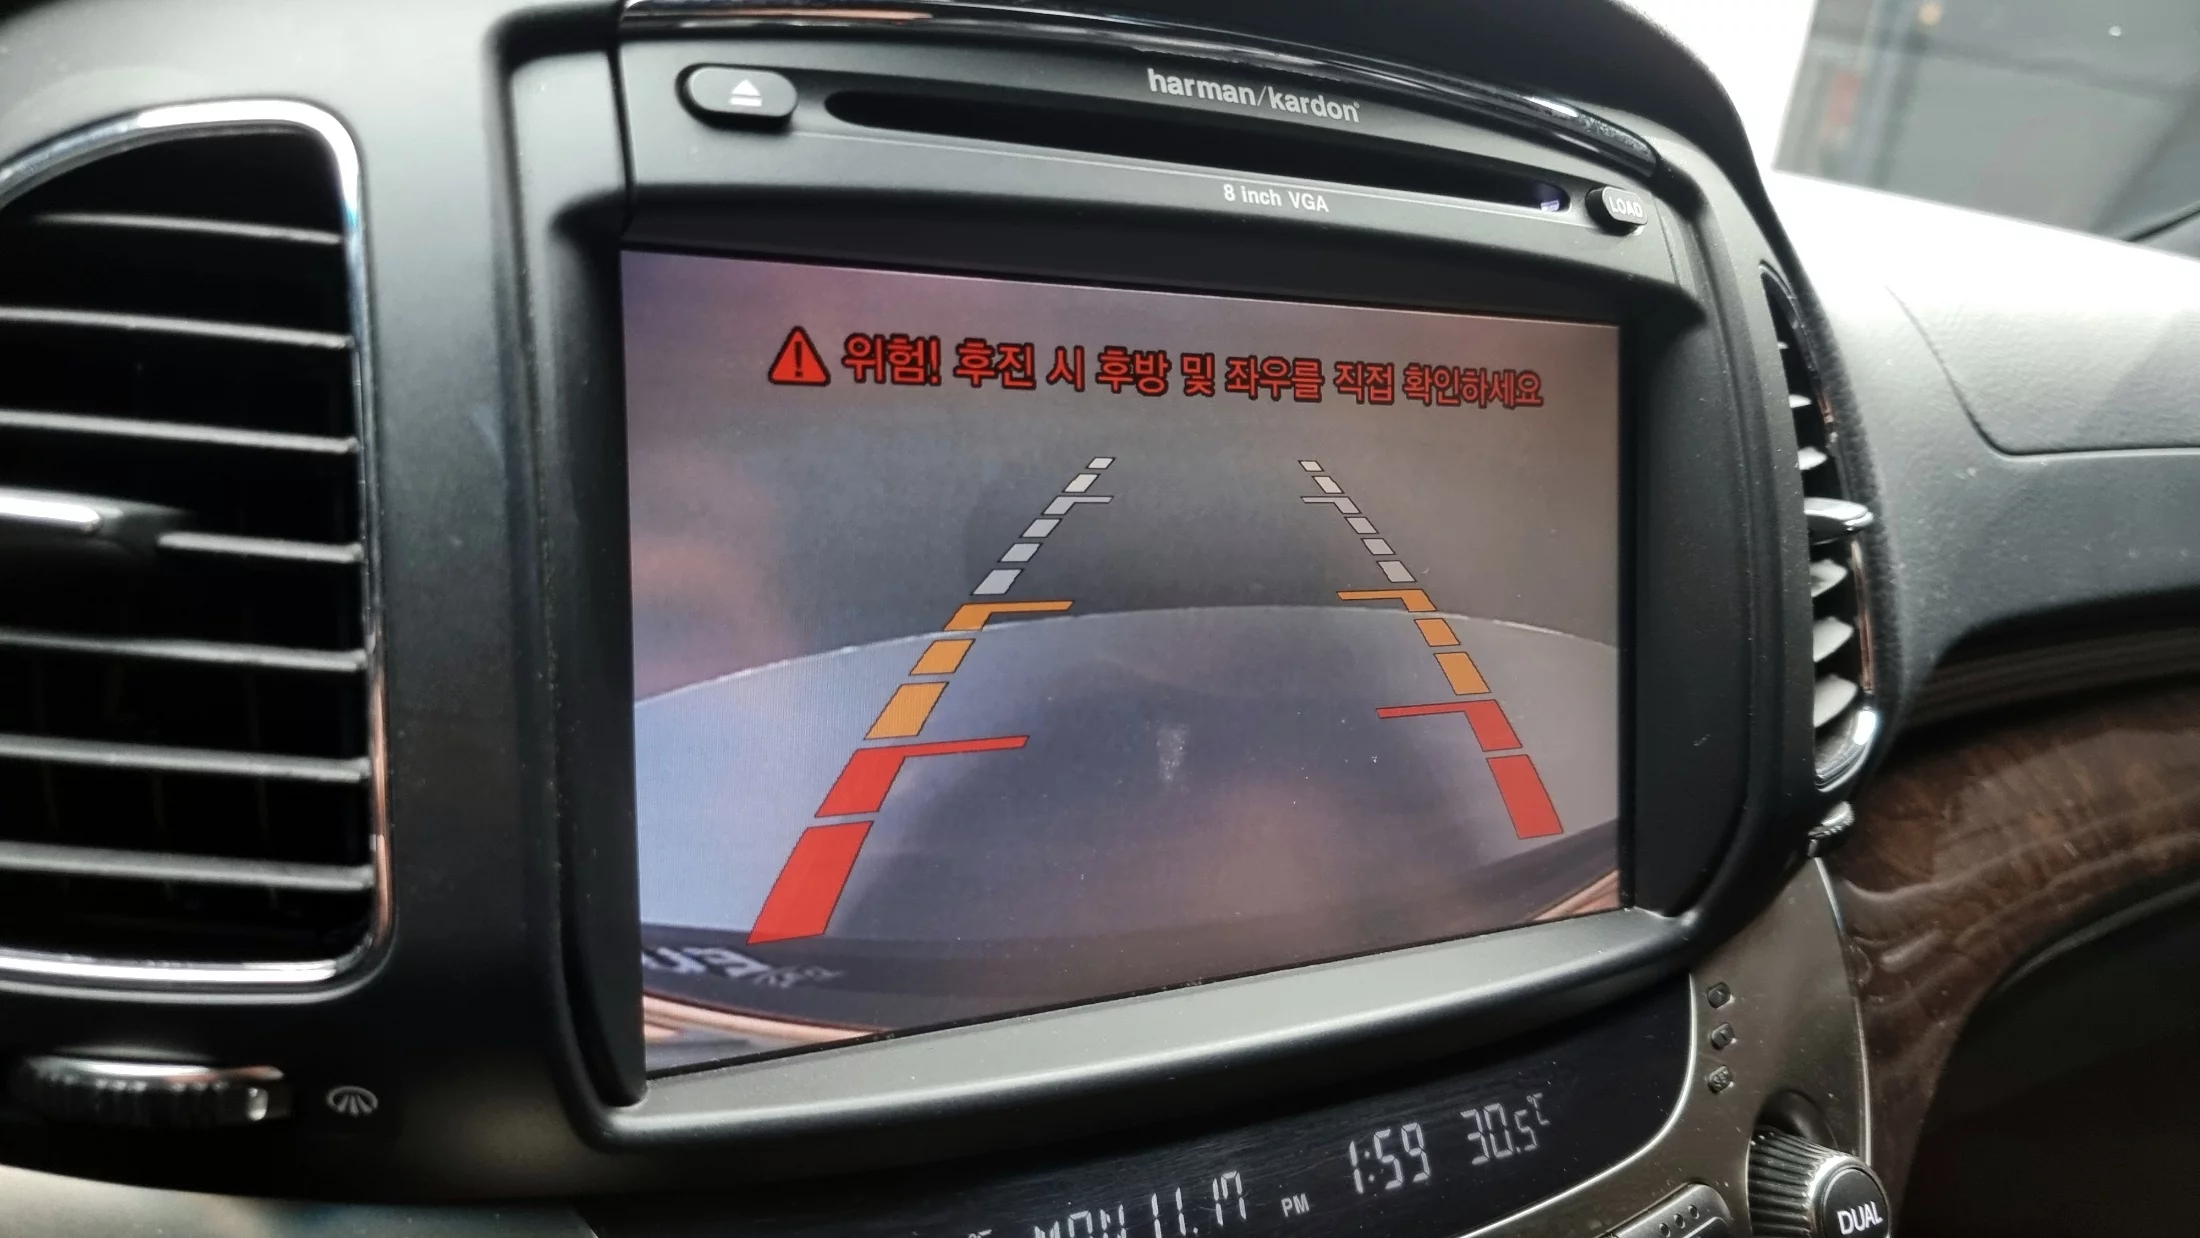 harman/kardon
8 inch VGA
LOAD
위험! 후진 시 후방 및 좌우를 직접 확인하세요
MON 11.17 PM 1:59 30.5℃
SET
DUAL